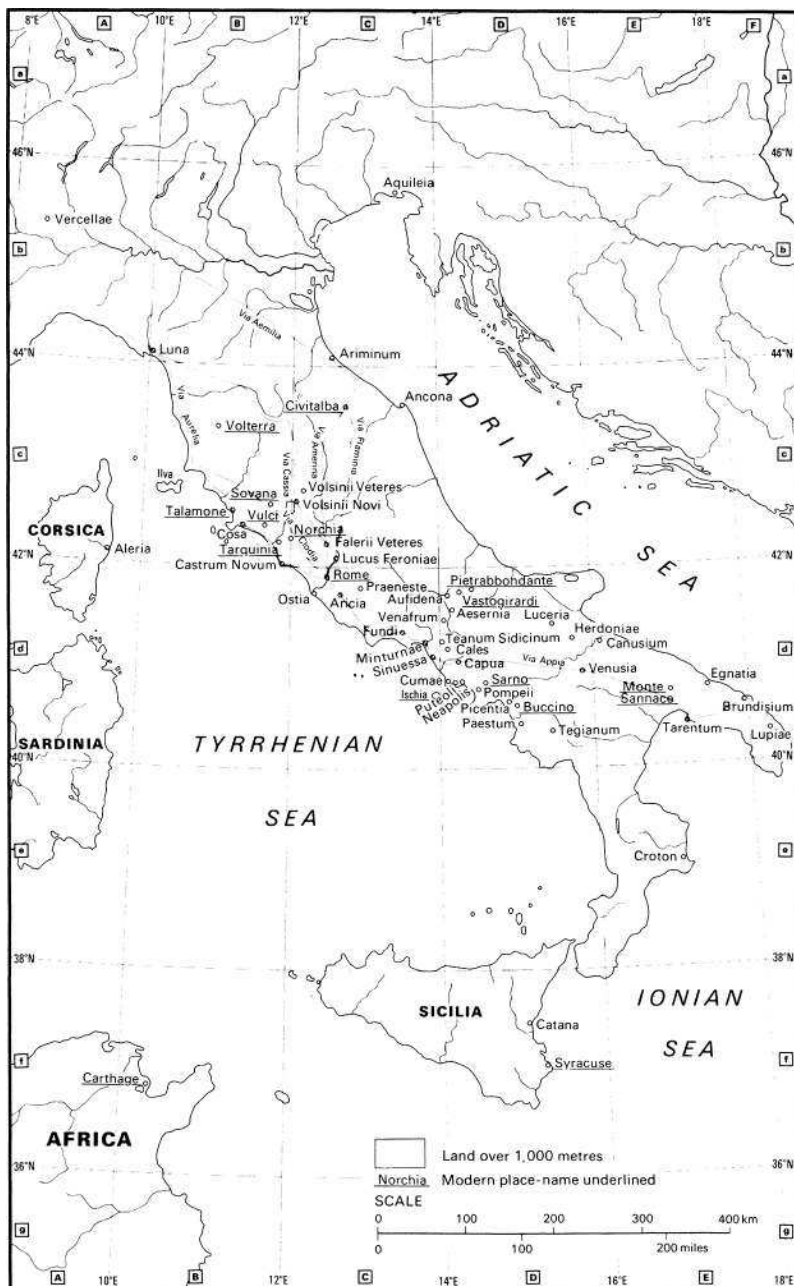 A B C D E F
8°E 10°E 12°E 14°E 16°E 18°E
a a
46°N 46°N
Aquileia
Vercellae
b b
Via Aemilia
44°N 44°N
Luna
Ariminum
ADRIATIC SEA
Via Aurelia
Civitalba
Ancona
Volterra
Via Amerina
Via Flaminia
c c
Via Cassia
Ilva
Sovana
Volsinii Veteres
Talamone
Volsinii Novi
CORSICA
Vulci
Norchia
Cosa
Via Clodia
Falerii Veteres
42°N 42°N
Aleria
Tarquinia
Lucus Feroniae
Castrum Novum
Rome
Pietrabbohdante
Praeneste
Ostia
Aricia
Aufidena
Vastogirardi
Aesernia
Luceria
Venafrum
Herdoniae
Fundi
Teanum Sidicinum
Canusium
d d
Minturnae
Cales
Via Appia
Sinuessa
Capua
Venusia
Egnatia
Cumae
Sarno
Monte
Sannace
Ischia
Puteoli
Pompeii
Neapolis
Picentia
Buccino
Brundisium
SARDINIA
TYRRHENIAN
SEA
Paestum
Tegianum
Tarentum
Lupiae
40°N 40°N
e e
Croton
38°N 38°N
IONIAN
SEA
SICILIA
Catana
f f
Syracuse
Carthage
AFRICA
Land over 1,000 metres
36°N 36°N
Norchia Modern place-name underlined
SCALE
0 100 200 300 400 km
g g
0 100 200 miles
A B C D E
10°E 12°E 14°E 16°E 18°E